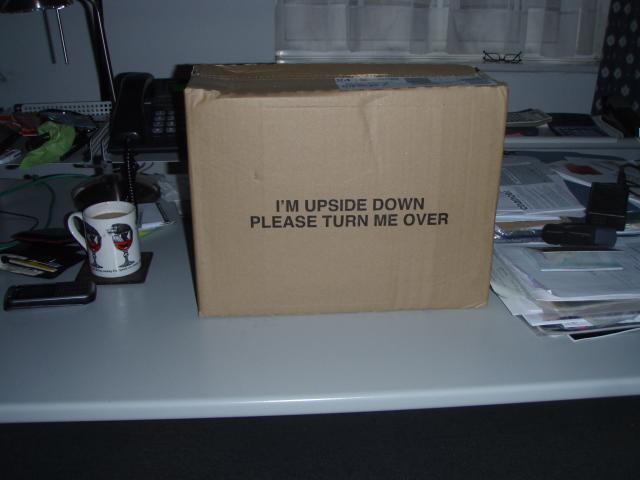 I'M UPSIDE DOWN
PLEASE TURN ME OVER